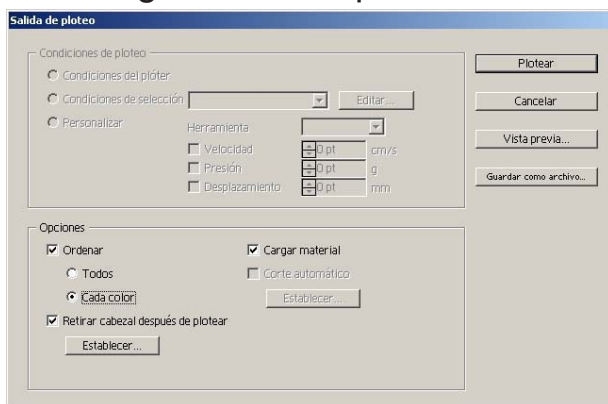 Salida de ploteo
Condiciones de ploteo
Condiciones del plóter
Condiciones de selección Editar...
Personalizar Herramienta
Velocidad 0 pt cm/s
Presión 0 pt g
Desplazamiento 0 pt mm
Plotear
Cancelar
Vista previa...
Guardar como archivo...
Opciones
Ordenar Cargar material
Todos Corte automático
Cada color Establecer...
Retirar cabezal después de plotear
Establecer...